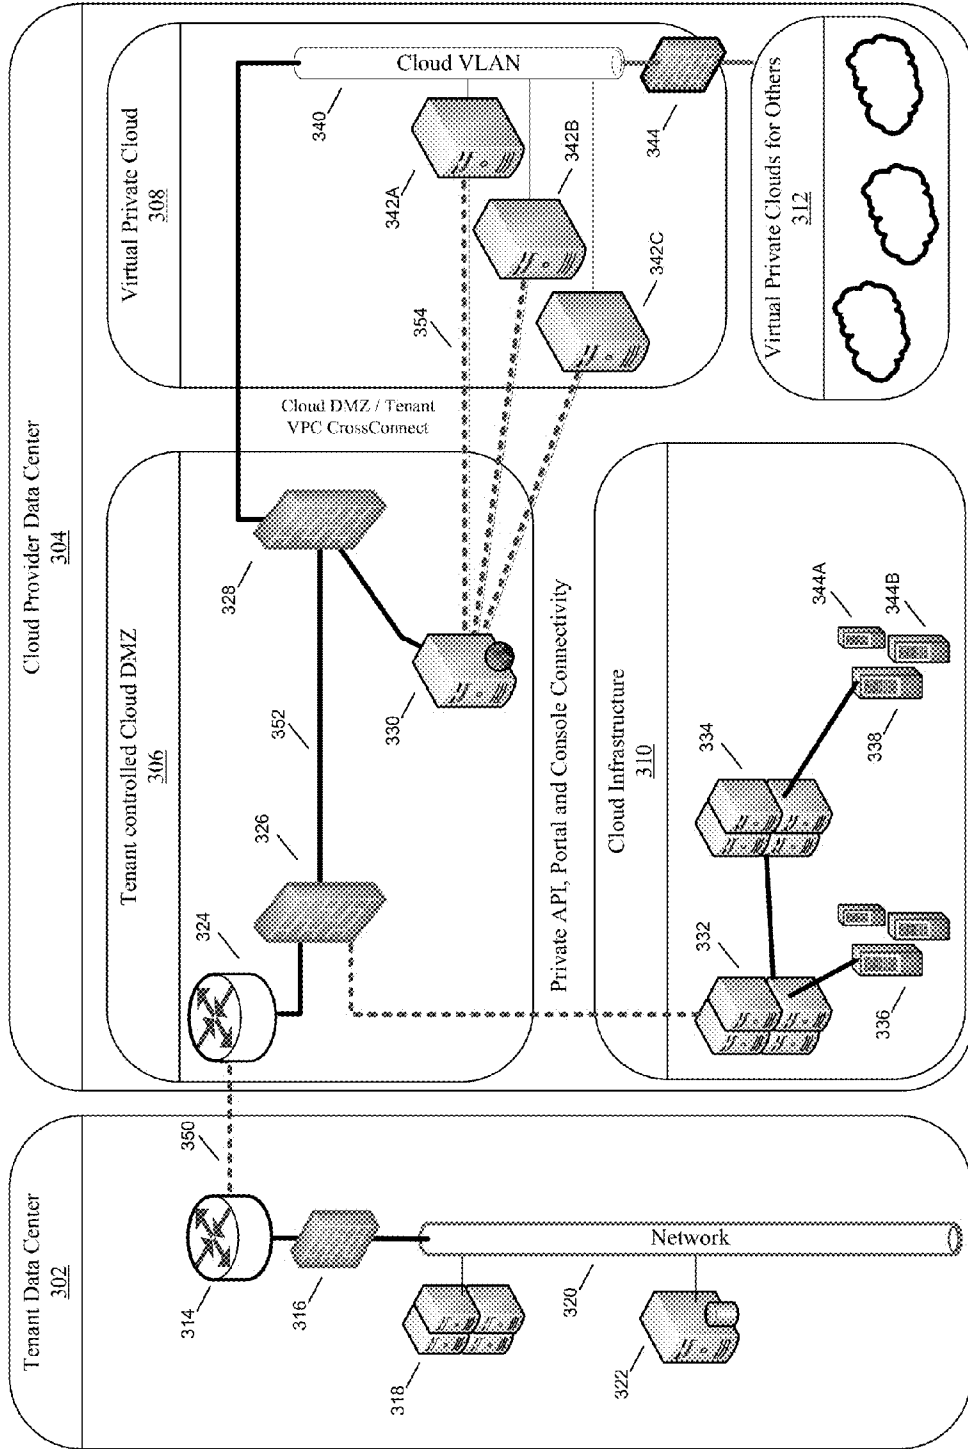 Tenant Data Center
302
314
316
318
320
Network
322
350
Cloud Provider Data Center
304
Tenant controlled Cloud DMZ
306
324
326
352
328
330
Cloud DMZ / Tenant
VPC CrossConnect
Virtual Private Cloud
308
340
Cloud VLAN
342A
342B
342C
354
344
Private API, Portal and Console Connectivity
Cloud Infrastructure
310
332
334
336
338
344A
344B
Virtual Private Clouds for Others
312